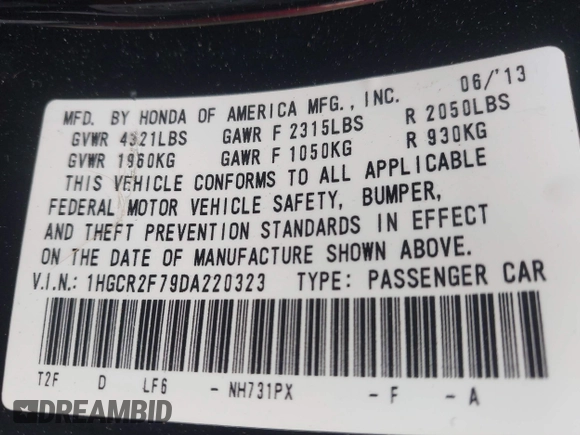 06/'13
MFD. BY HONDA OF AMERICA MFG., INC.
GVWR 4321LBS GAWR F 2315LBS R 2050LBS
GVWR 1960KG GAWR F 1050KG R 930KG
THIS VEHICLE CONFORMS TO ALL APPLICABLE
FEDERAL MOTOR VEHICLE SAFETY, BUMPER,
AND THEFT PREVENTION STANDARDS IN EFFECT
ON THE DATE OF MANUFACTURE SHOWN ABOVE.
V.I.N.: 1HGCR2F79DA220323 TYPE: PASSENGER CAR
T2F D LF6 - NH731PX - F - A
DREAMBID